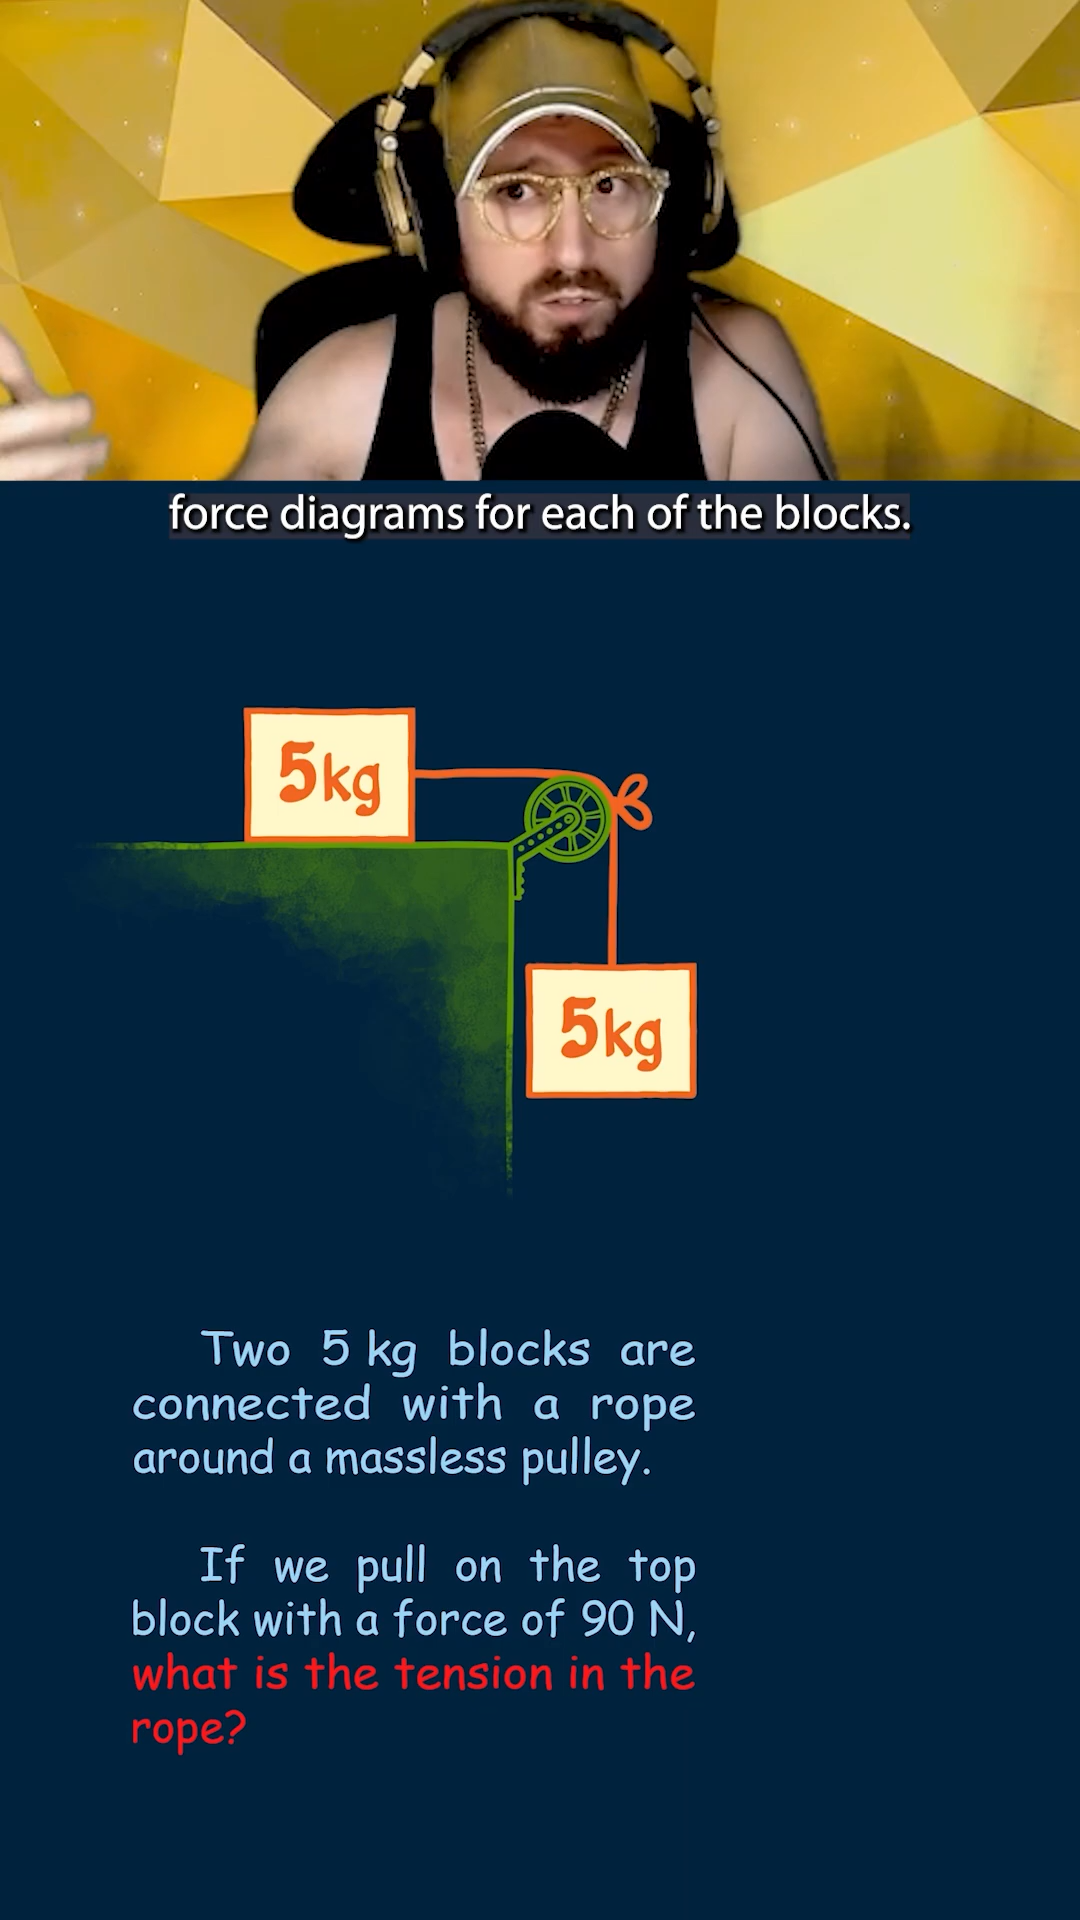 force diagrams for each of the blocks.
5kg
5kg
Two 5 kg blocks are
connected with a rope
around a massless pulley.
If we pull on the top
block with a force of 90 N,
what is the tension in the
rope?